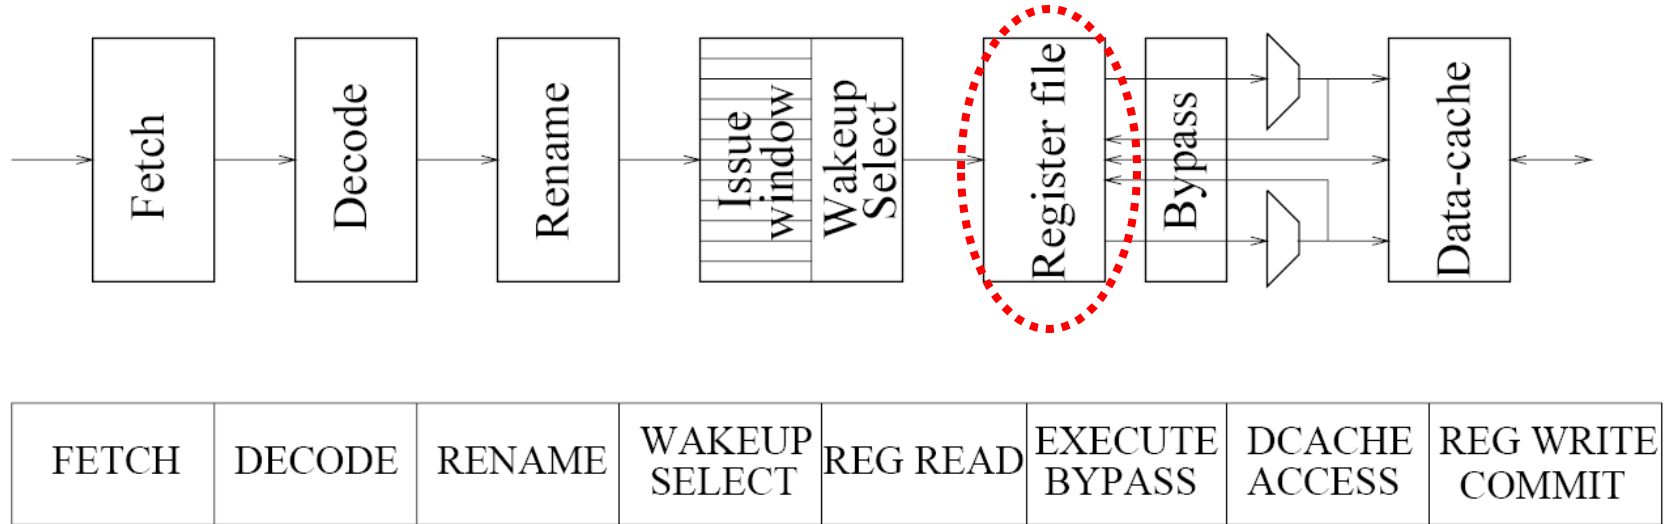 Fetch
Decode
Rename
Issue
window
Wakeup
Select
Register file
Bypass
Data-cache
FETCH
DECODE
RENAME
WAKEUP
SELECT
REG READ
EXECUTE
BYPASS
DCACHE
ACCESS
REG WRITE
COMMIT